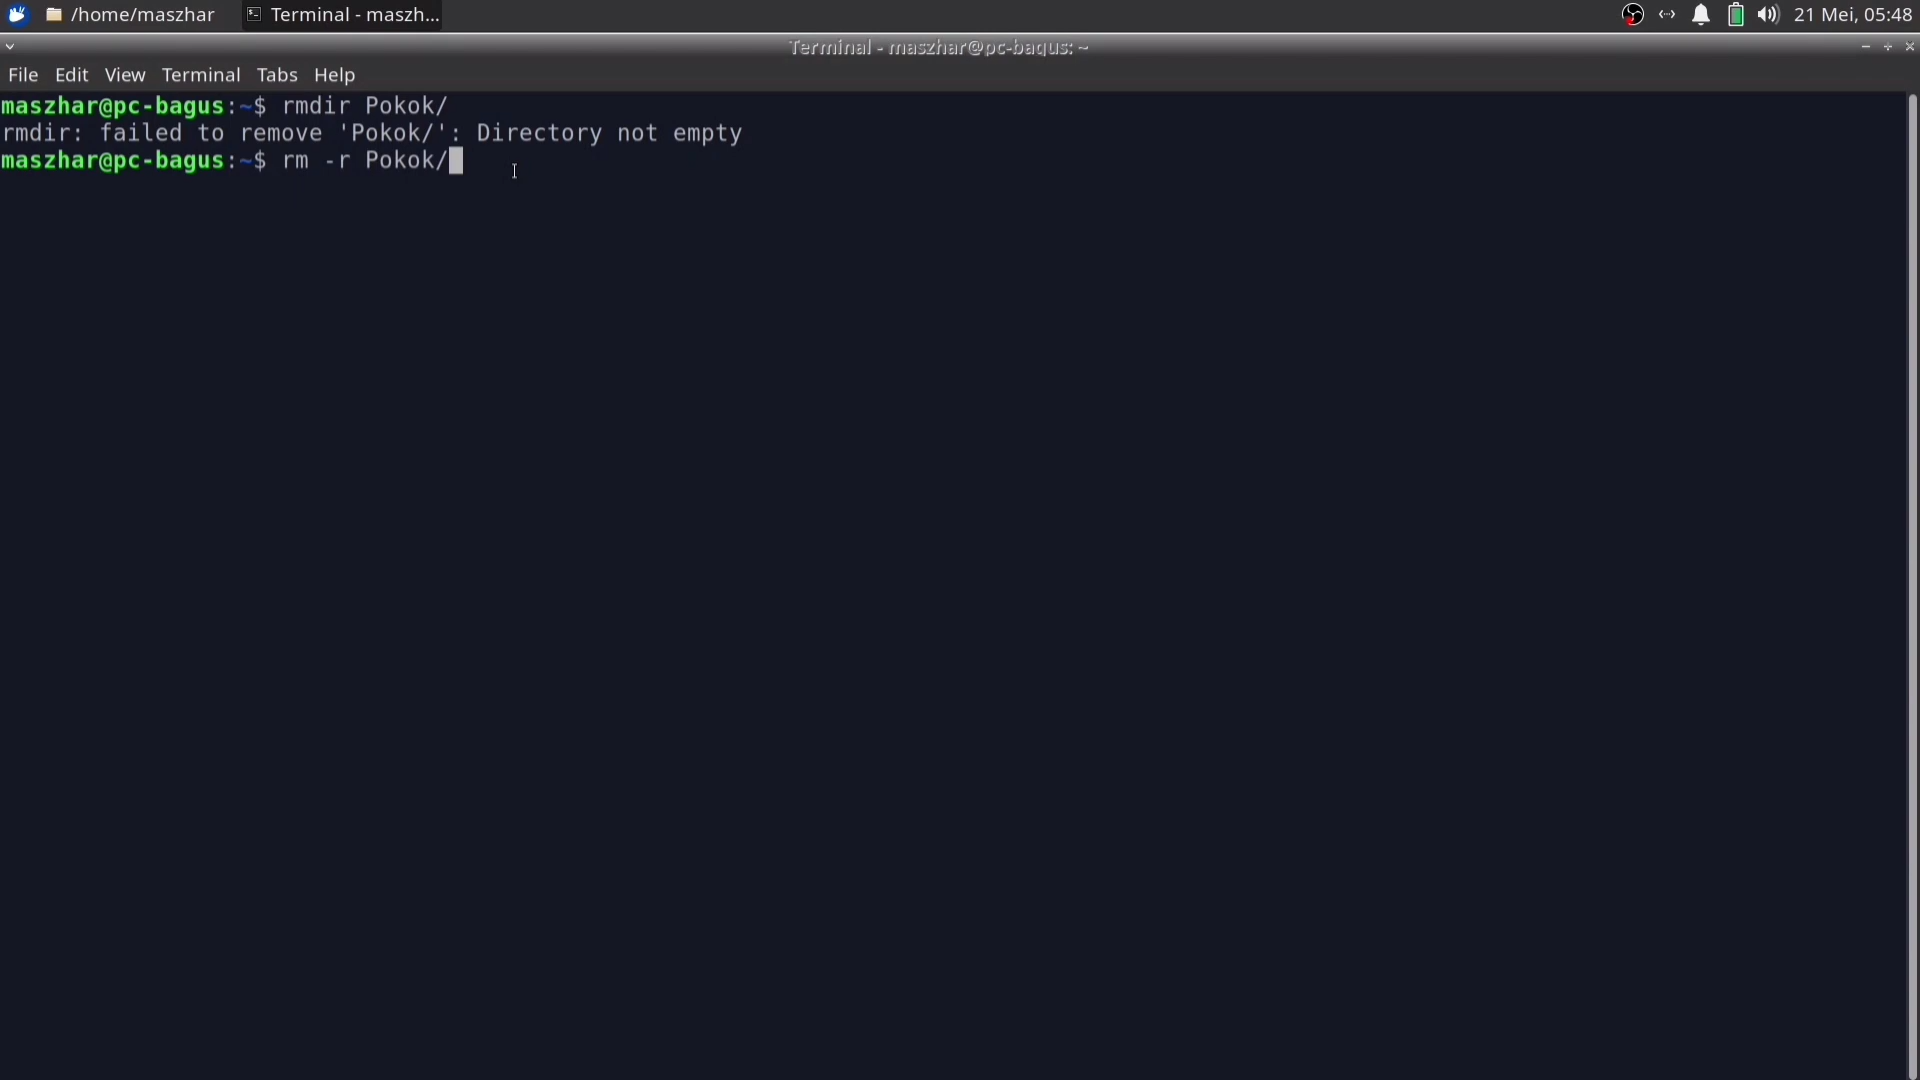 /home/maszhar Terminal - maszh... 21 Mei, 05:48
Terminal - maszhar@pc-bagus: ~
File Edit View Terminal Tabs Help
maszhar@pc-bagus:~$ rmdir Pokok/
rmdir: failed to remove 'Pokok/': Directory not empty
maszhar@pc-bagus:~$ rm -r Pokok/